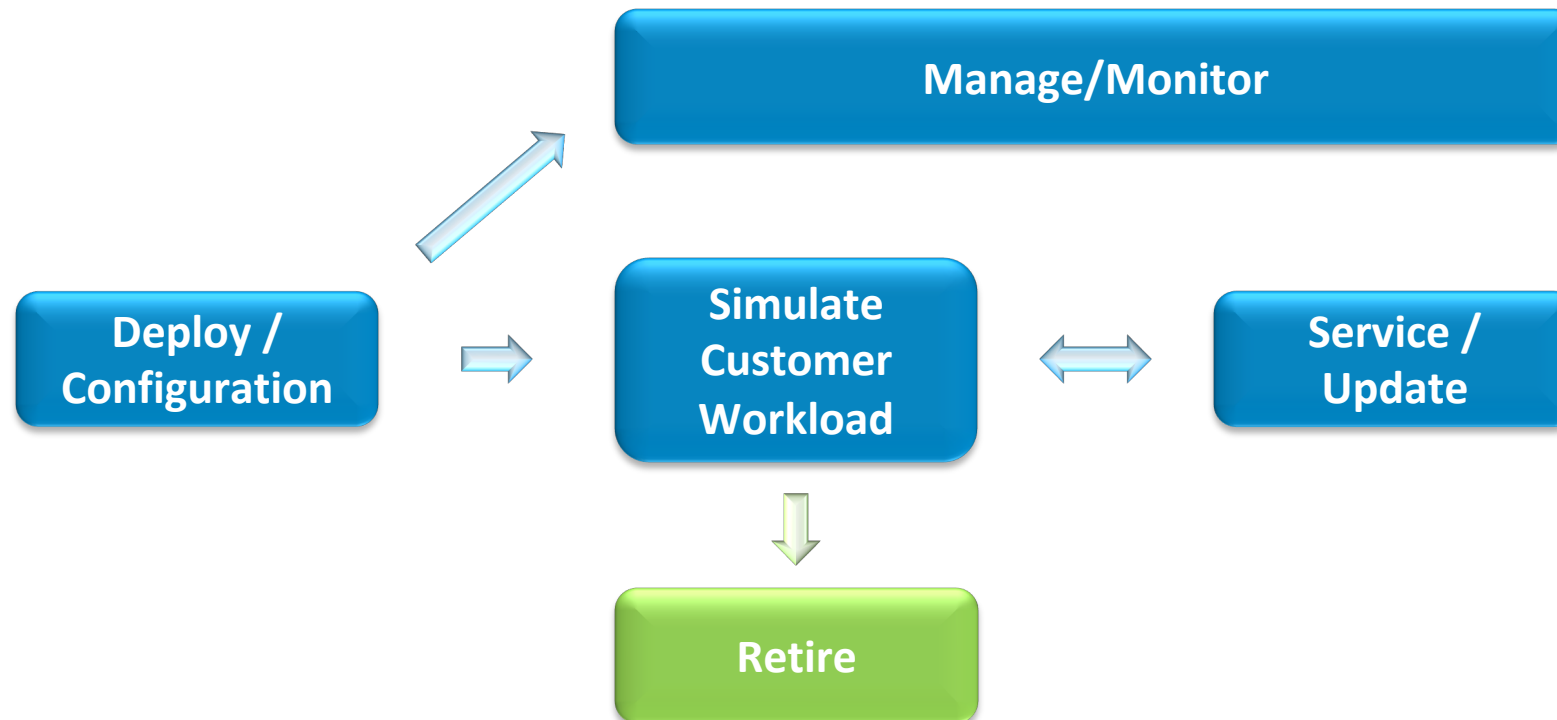 Manage/Monitor
Deploy /
Configuration
Simulate
Customer
Workload
Service /
Update
Retire